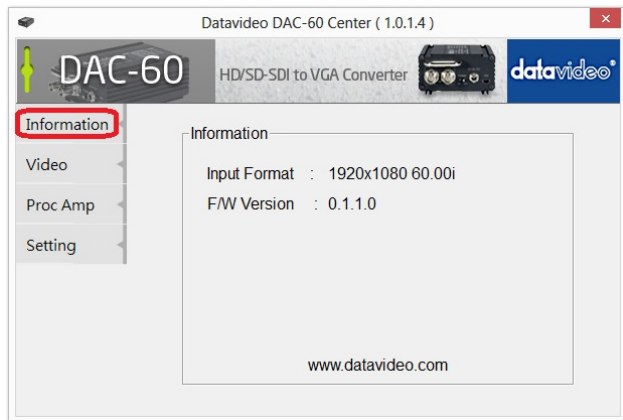 Datavideo DAC-60 Center ( 1.0.1.4 )
DAC-60
HD/SD-SDI to VGA Converter
datavideo
Information
Video
Proc Amp
Setting
Information
Input Format : 1920x1080 60.00i
F/W Version : 0.1.1.0
www.datavideo.com